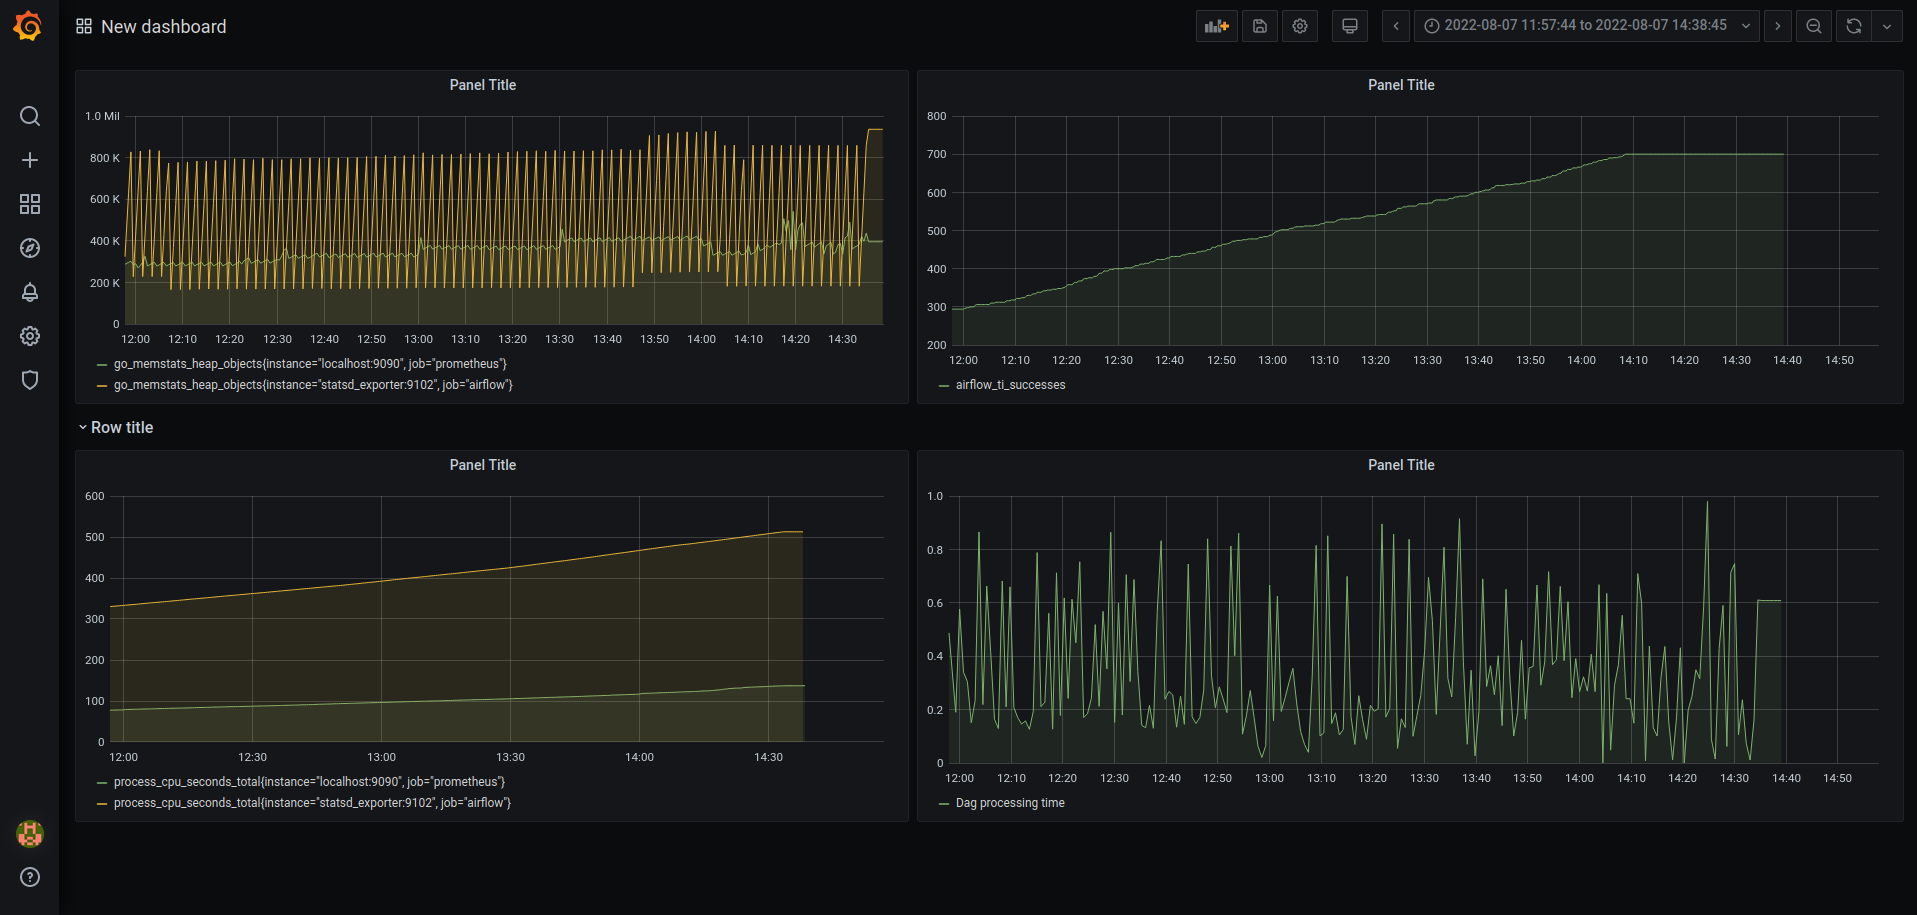 New dashboard
2022-08-07 11:57:44 to 2022-08-07 14:38:45
Panel Title
1.0 Mil
800 K
600 K
400 K
200 K
0
12:00 12:10 12:20 12:30 12:40 12:50 13:00 13:10 13:20 13:30 13:40 13:50 14:00 14:10 14:20 14:30
go_memstats_heap_objects{instance="localhost:9090", job="prometheus"}
go_memstats_heap_objects{instance="statsd_exporter:9102", job="airflow"}
Panel Title
800
700
600
500
400
300
200
12:00 12:10 12:20 12:30 12:40 12:50 13:00 13:10 13:20 13:30 13:40 13:50 14:00 14:10 14:20 14:30 14:40 14:50
airflow_ti_successes
Row title
Panel Title
600
500
400
300
200
100
0
12:00 12:30 13:00 13:30 14:00 14:30
process_cpu_seconds_total{instance="localhost:9090", job="prometheus"}
process_cpu_seconds_total{instance="statsd_exporter:9102", job="airflow"}
Panel Title
1.0
0.8
0.6
0.4
0.2
0
12:00 12:10 12:20 12:30 12:40 12:50 13:00 13:10 13:20 13:30 13:40 13:50 14:00 14:10 14:20 14:30 14:40 14:50
Dag processing time